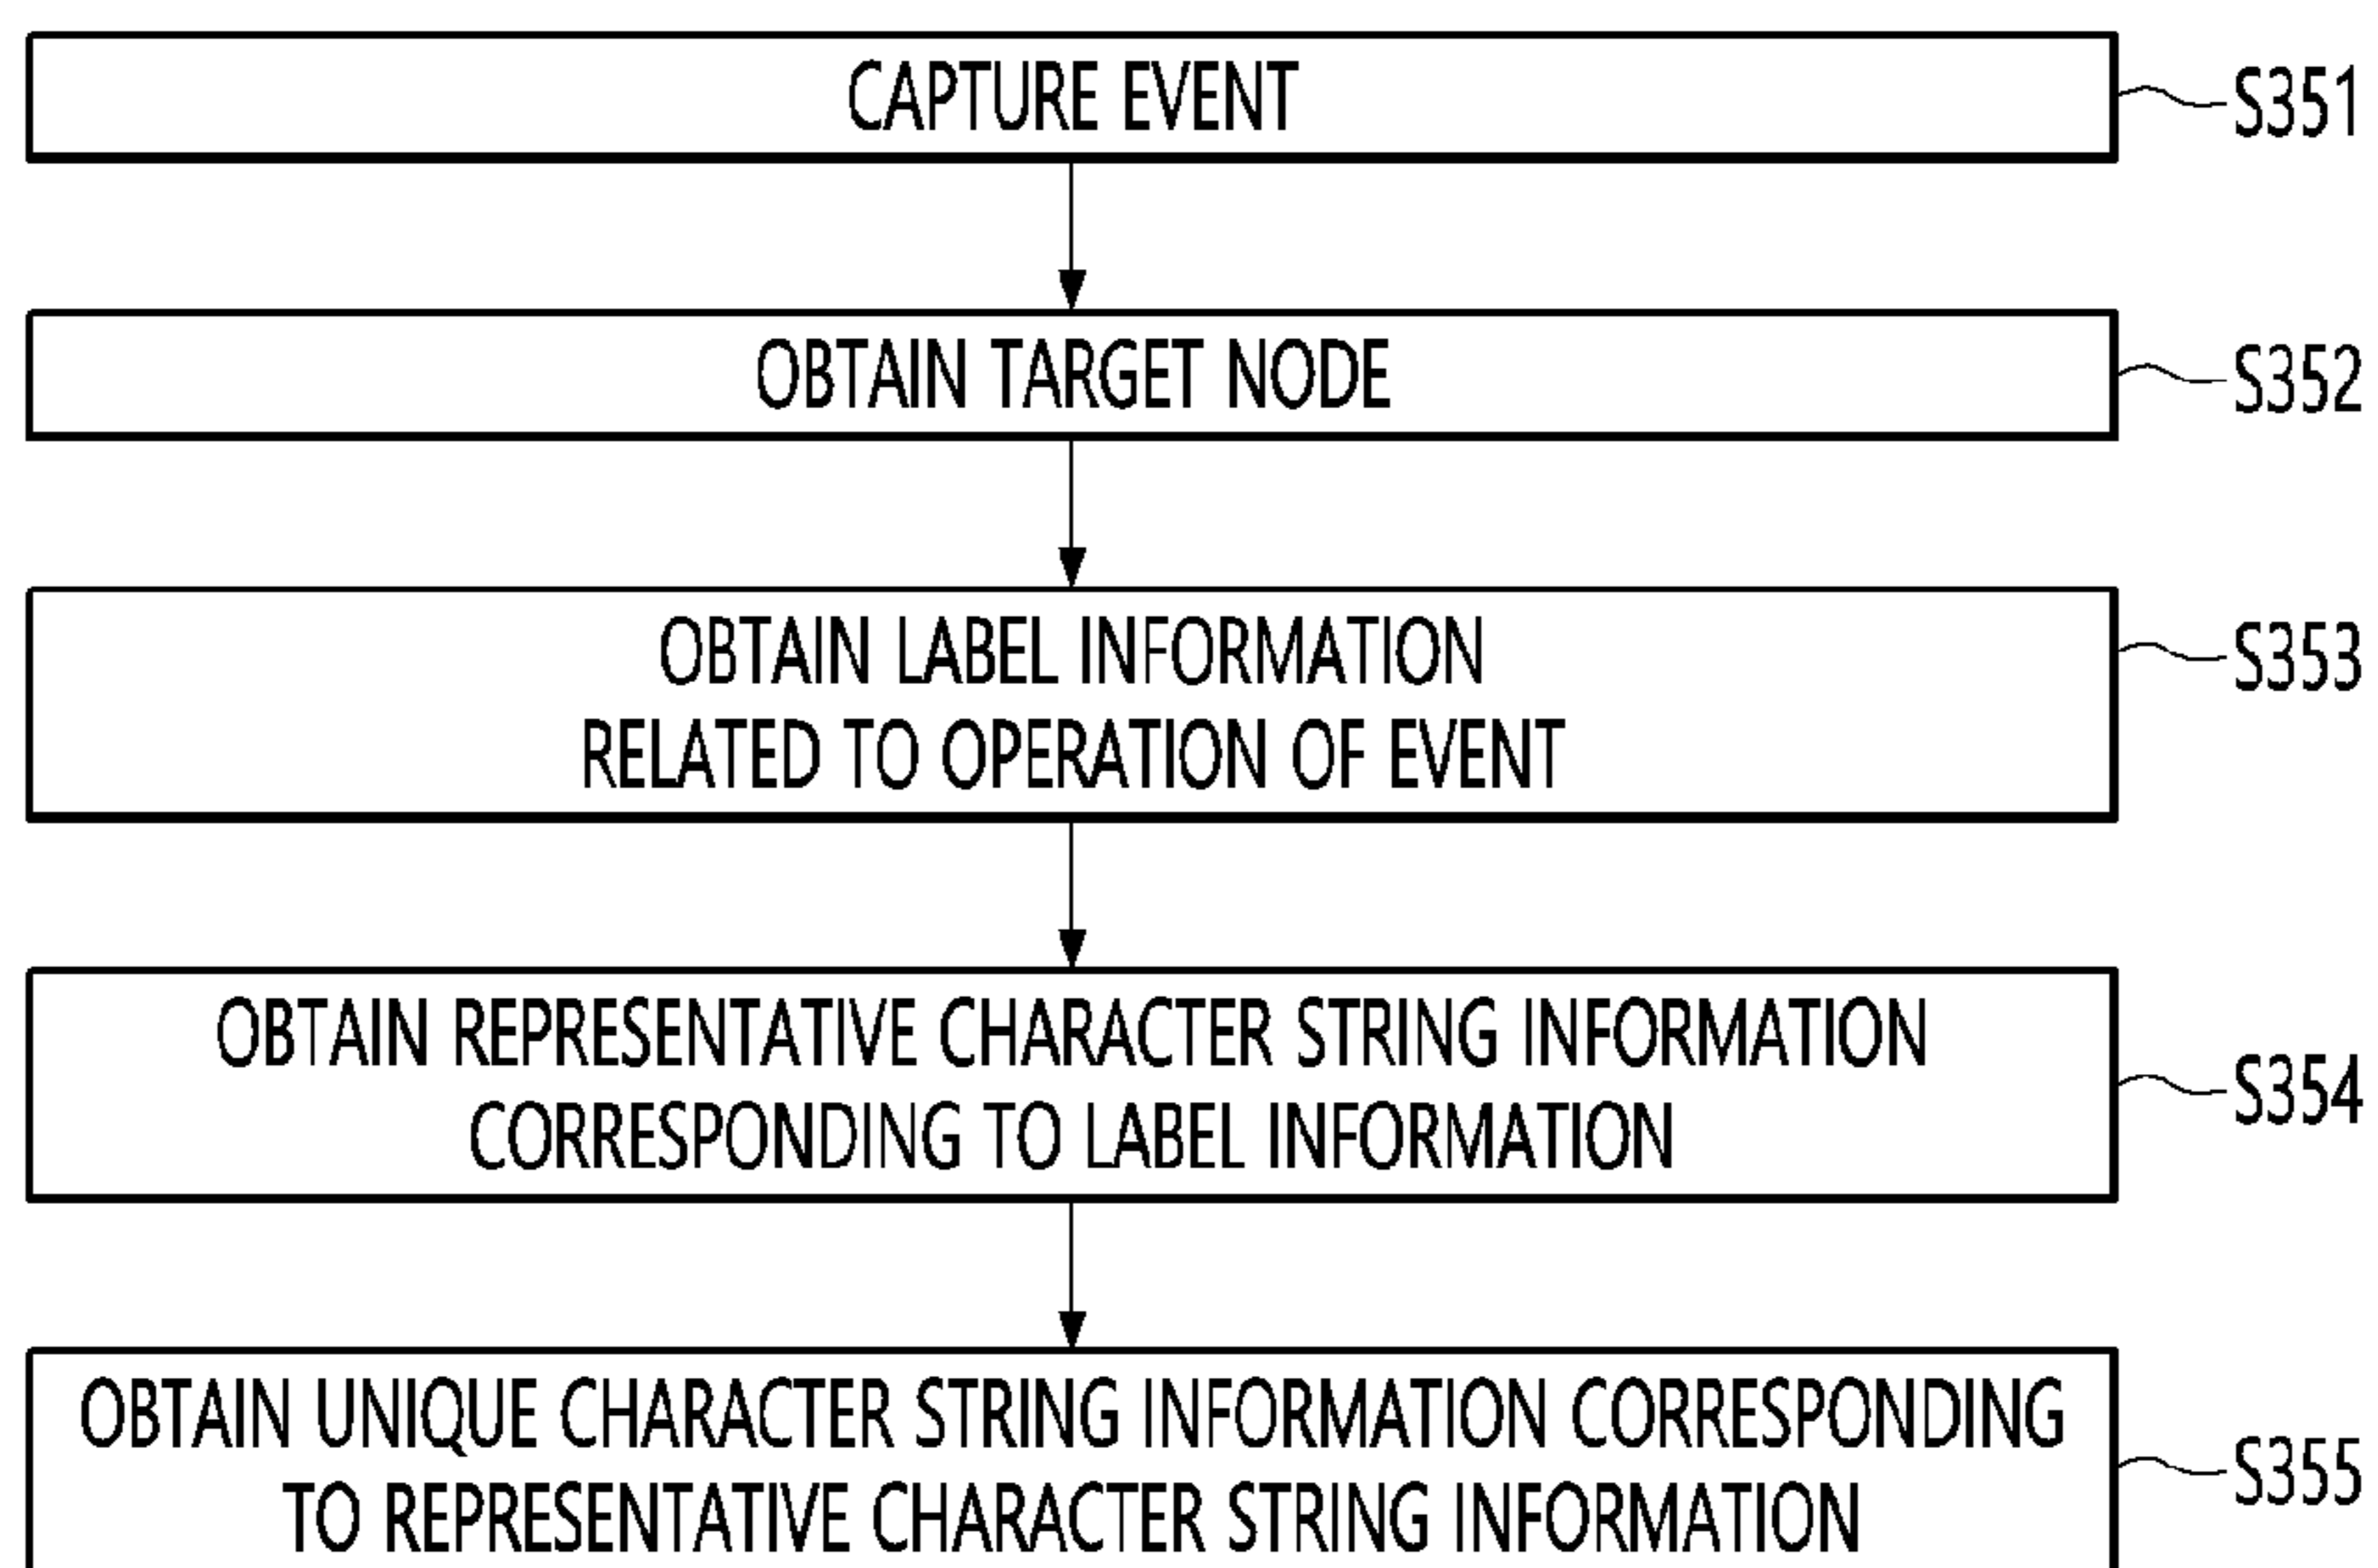 CAPTURE EVENT
S351
OBTAIN TARGET NODE
S352
OBTAIN LABEL INFORMATION
RELATED TO OPERATION OF EVENT
S353
OBTAIN REPRESENTATIVE CHARACTER STRING INFORMATION
CORRESPONDING TO LABEL INFORMATION
S354
OBTAIN UNIQUE CHARACTER STRING INFORMATION CORRESPONDING
TO REPRESENTATIVE CHARACTER STRING INFORMATION
S355